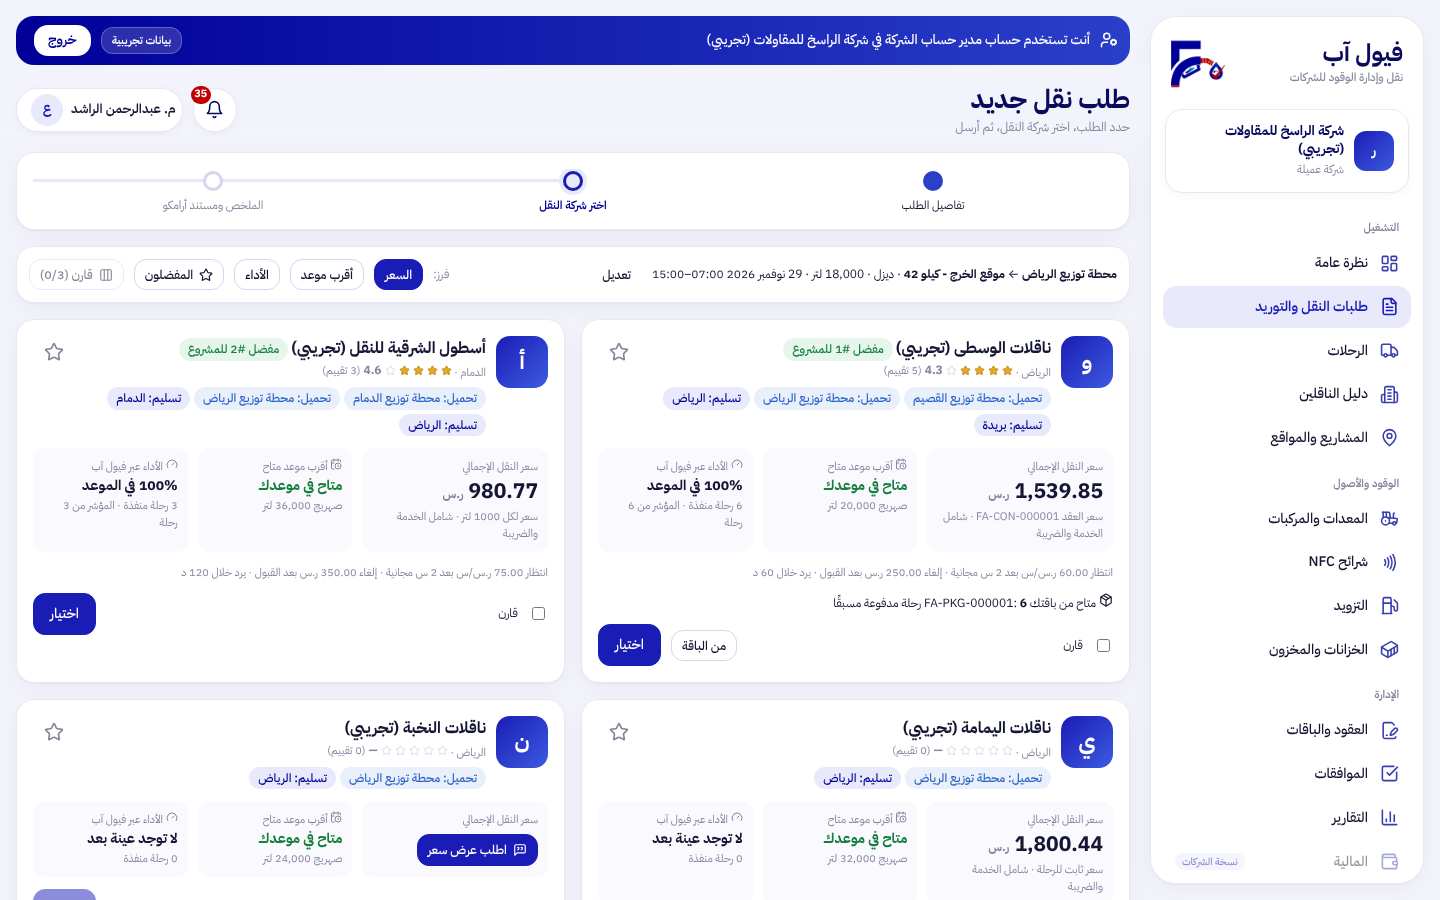 أنت تستخدم حساب مدير حساب الشركة في شركة الراسخ للمقاولات (تجريبي)
بيانات تجريبية
خروج
فيول آب
نقل وإدارة الوقود للشركات
شركة الراسخ للمقاولات (تجريبي)
ر
شركة عميلة
التشغيل
نظرة عامة
طلبات النقل والتوريد
الرحلات
دليل الناقلين
المشاريع والمواقع
الوقود والأصول
المعدات والمركبات
شرائح NFC
التزويد
الخزانات والمخزون
الإدارة
العقود والباقات
الموافقات
التقارير
المالية
نسخة الشركات
طلب نقل جديد
حدد الطلب، اختر شركة النقل، ثم أرسل
35
م. عبدالرحمن الراشد
ع
تفاصيل الطلب
اختر شركة النقل
الملخص ومستند أرامكو
محطة توزيع الرياض ← موقع الخرج - كيلو 42 · ديزل · 18,000 لتر · 29 نوفمبر 2026 07:00–15:00
تعديل
فرز:
السعر
أقرب موعد
الأداء
المفضلون
قارن (0/3)
و
ناقلات الوسطى (تجريبي)
مفضل #1 للمشروع
الرياض · 4.3 (5 تقييم)
تحميل: محطة توزيع القصيم
تحميل: محطة توزيع الرياض
تسليم: الرياض
تسليم: بريدة
سعر النقل الإجمالي
1,539.85 ر.س
سعر العقد FA-CON-000001 · شامل الخدمة والضريبة
أقرب موعد متاح
متاح في موعدك
صهريج 20,000 لتر
الأداء عبر فيول آب
100% في الموعد
6 رحلة منفذة · المؤشر من 6 رحلة
انتظار 60.00 ر.س/س بعد 2 س مجانية · إلغاء 250.00 ر.س بعد القبول · يرد خلال 60 د
متاح من باقتك FA-PKG-000001: 6 رحلة مدفوعة مسبقًا
قارن
من الباقة
اختيار
أ
أسطول الشرقية للنقل (تجريبي)
مفضل #2 للمشروع
الدمام · 4.6 (3 تقييم)
تحميل: محطة توزيع الدمام
تحميل: محطة توزيع الرياض
تسليم: الدمام
تسليم: الرياض
سعر النقل الإجمالي
980.77 ر.س
سعر لكل 1000 لتر · شامل الخدمة والضريبة
أقرب موعد متاح
متاح في موعدك
صهريج 36,000 لتر
الأداء عبر فيول آب
100% في الموعد
3 رحلة منفذة · المؤشر من 3 رحلة
انتظار 75.00 ر.س/س بعد 2 س مجانية · إلغاء 350.00 ر.س بعد القبول · يرد خلال 120 د
قارن
اختيار
ي
ناقلات اليمامة (تجريبي)
الرياض · — (0 تقييم)
تحميل: محطة توزيع الرياض
تسليم: الرياض
سعر النقل الإجمالي
1,800.44 ر.س
سعر ثابت للرحلة · شامل الخدمة والضريبة
أقرب موعد متاح
متاح في موعدك
صهريج 32,000 لتر
الأداء عبر فيول آب
لا توجد عينة بعد
0 رحلة منفذة
ن
ناقلات النخبة (تجريبي)
الرياض · — (0 تقييم)
تحميل: محطة توزيع الرياض
تسليم: الرياض
سعر النقل الإجمالي
اطلب عرض سعر
أقرب موعد متاح
متاح في موعدك
صهريج 24,000 لتر
الأداء عبر فيول آب
لا توجد عينة بعد
0 رحلة منفذة